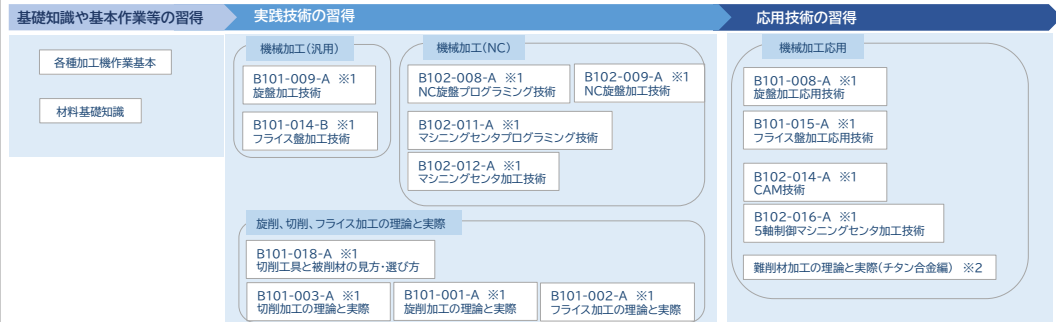 基礎知識や基本作業等の習得
実践技術の習得
応用技術の習得
各種加工機作業基本
材料基礎知識
機械加工(汎用)
B101-009-A ※1
旋盤加工技術
B101-014-B ※1
フライス盤加工技術
機械加工(NC)
B102-008-A ※1
NC旋盤プログラミング技術
B102-009-A ※1
NC旋盤加工技術
B102-011-A ※1
マシニングセンタプログラミング技術
B102-012-A ※1
マシニングセンタ加工技術
旋削、切削、フライス加工の理論と実際
B101-018-A ※1
切削工具と被削材の見方・選び方
B101-003-A ※1
切削加工の理論と実際
B101-001-A ※1
旋削加工の理論と実際
B101-002-A ※1
フライス加工の理論と実際
機械加工応用
B101-008-A ※1
旋盤加工応用技術
B101-015-A ※1
フライス盤加工応用技術
B102-014-A ※1
CAM技術
B102-016-A ※1
5軸制御マシニングセンタ加工技術
難削材加工の理論と実際(チタン合金編) ※2